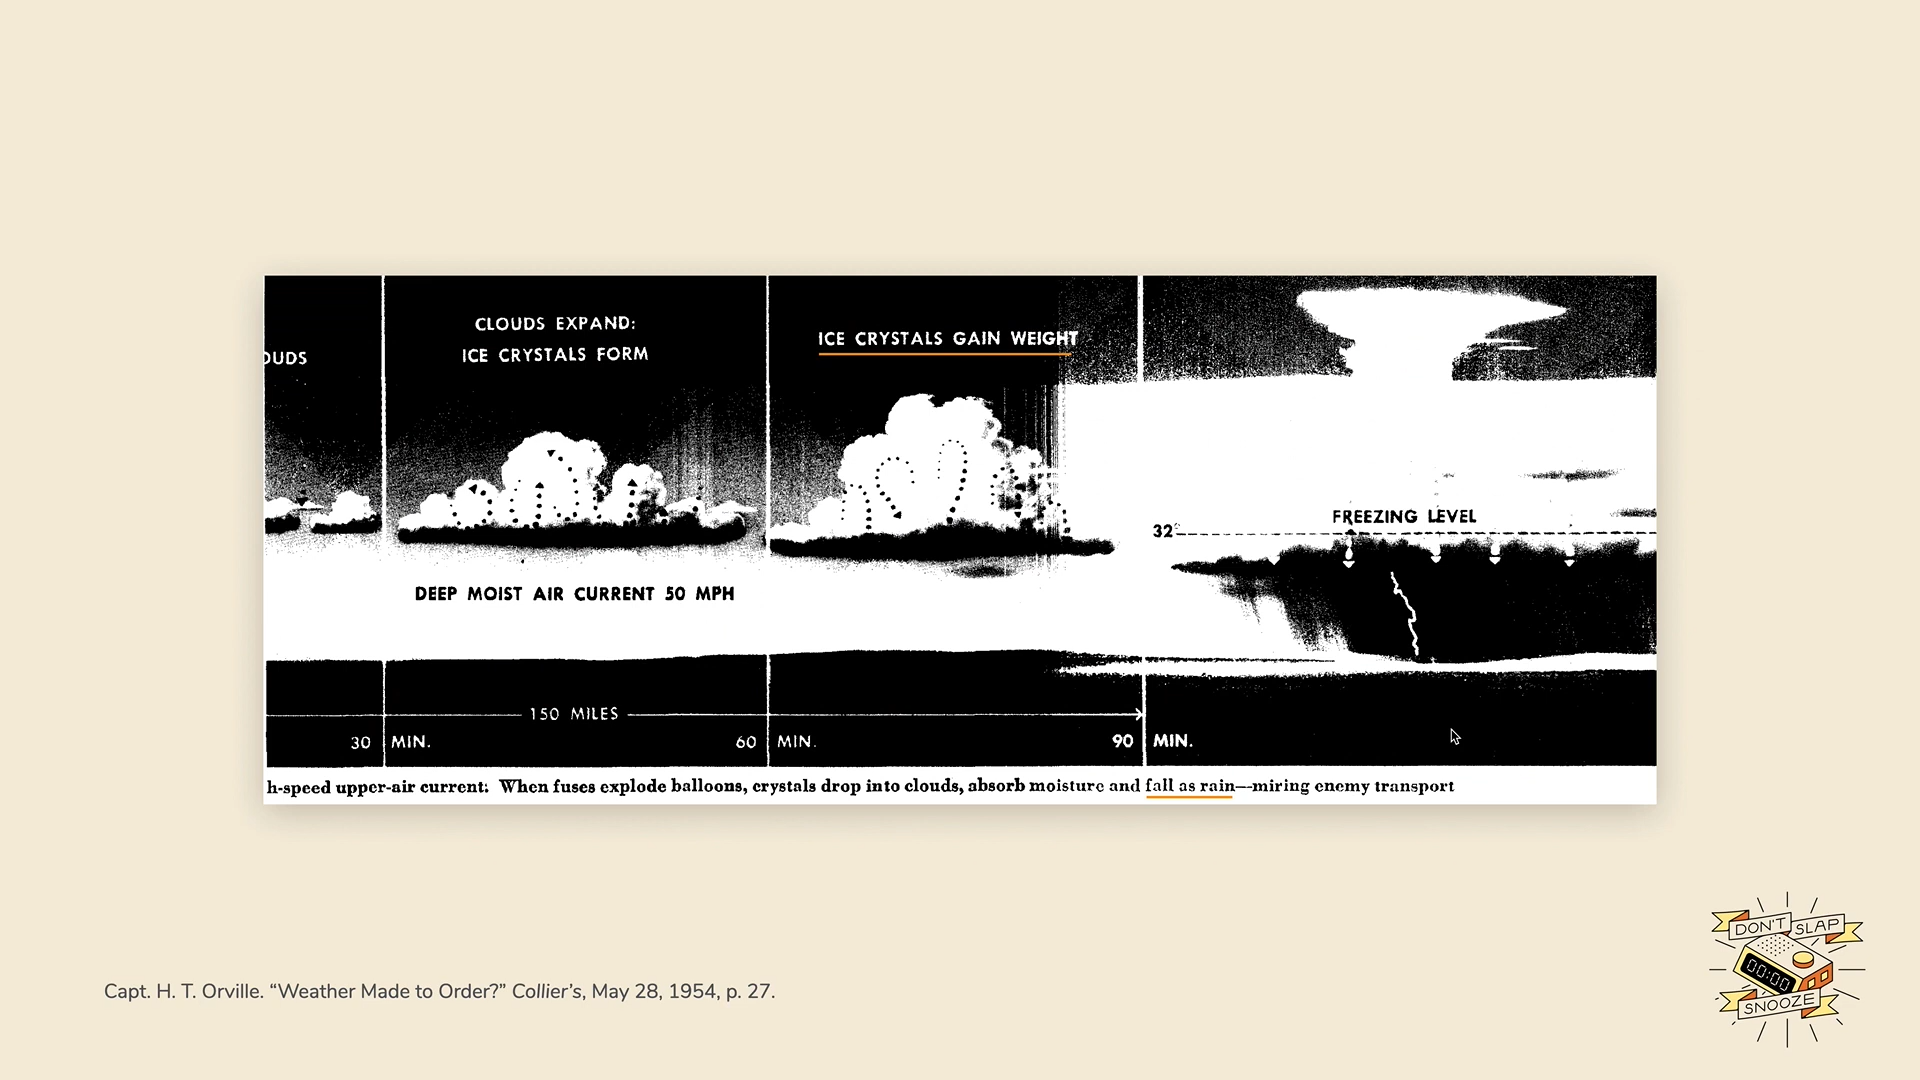 OUDS
CLOUDS EXPAND:
ICE CRYSTALS FORM
ICE CRYSTALS GAIN WEIGHT
32°
FREEZING LEVEL
DEEP MOIST AIR CURRENT 50 MPH
150 MILES
30 MIN. 60 MIN. 90 MIN.
h-speed upper-air current: When fuses explode balloons, crystals drop into clouds, absorb moisture and fall as rain—miring enemy transport
Capt. H. T. Orville. “Weather Made to Order?” Collier’s, May 28, 1954, p. 27.
DON'T SLAP
00:00
SNOOZE